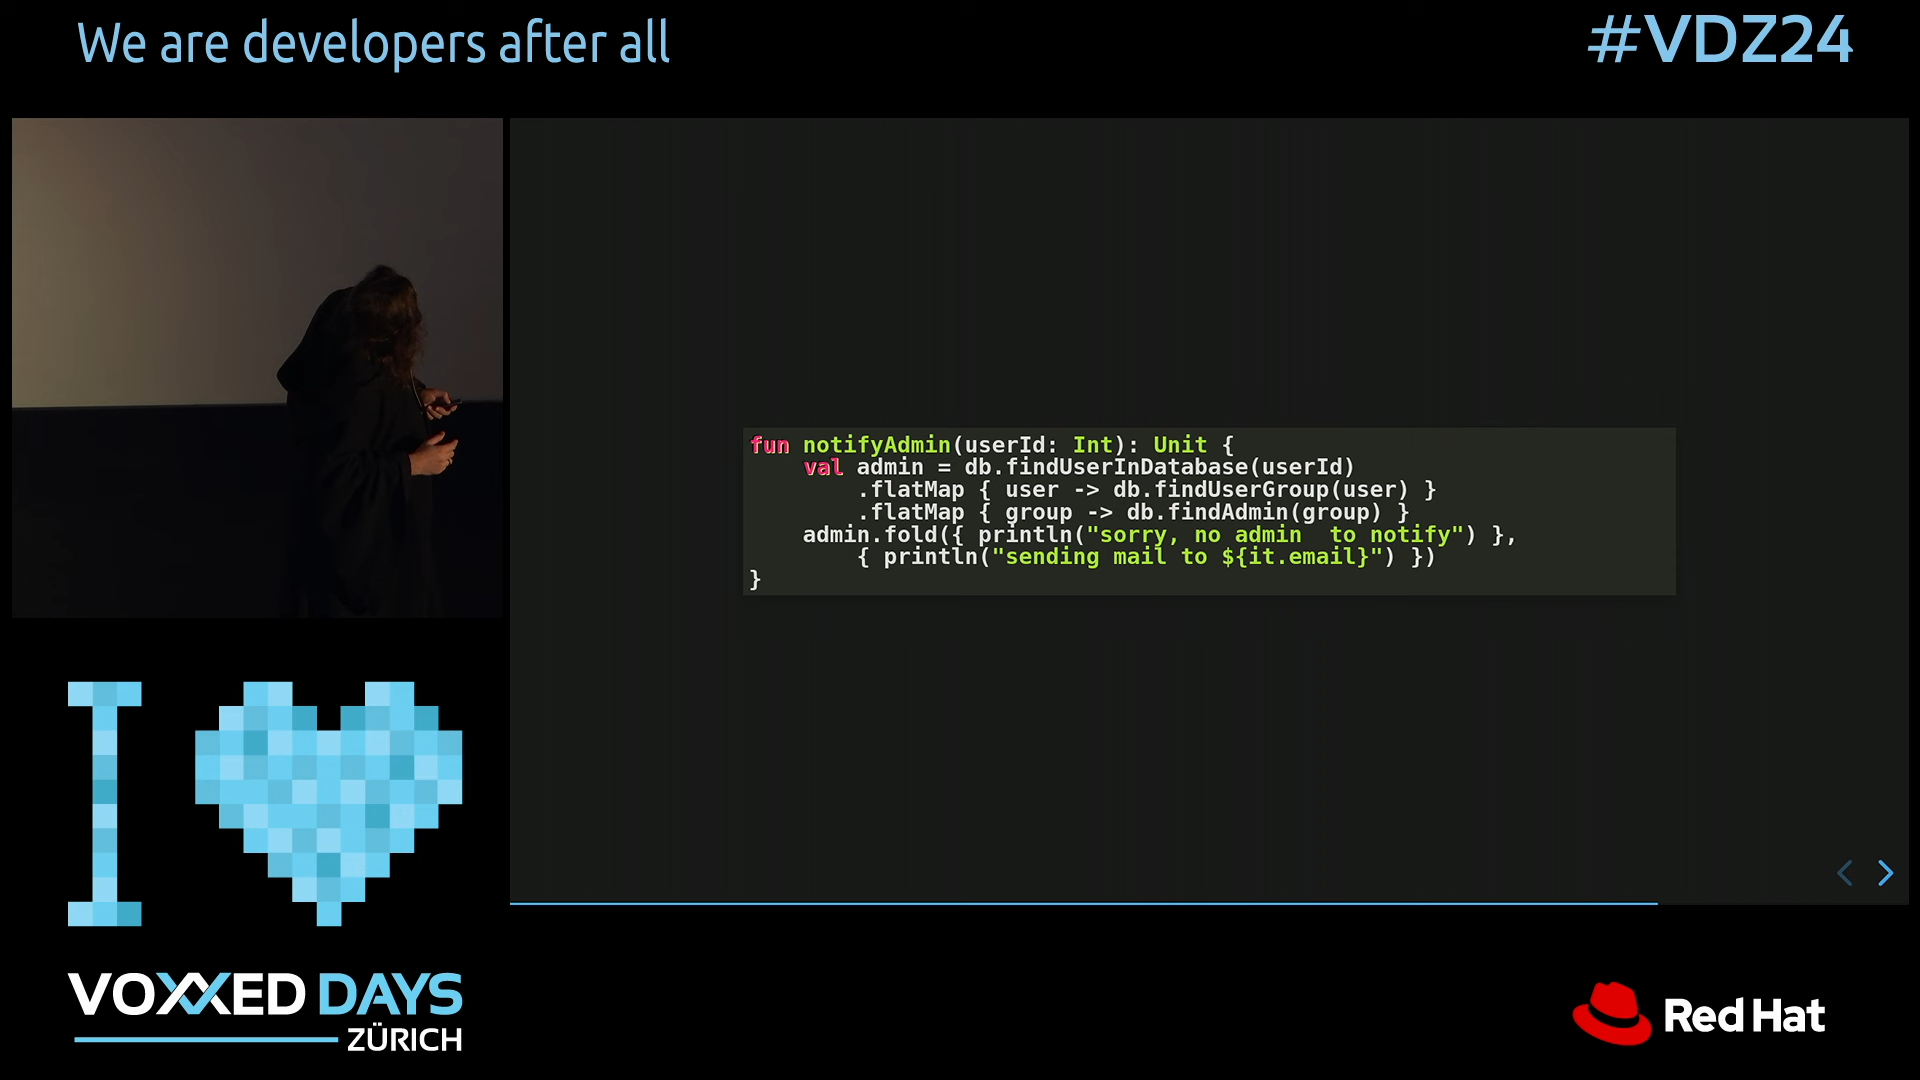 We are developers after all
#VDZ24
fun notifyAdmin(userId: Int): Unit {
    val admin = db.findUserInDatabase(userId)
        .flatMap { user -> db.findUserGroup(user) }
        .flatMap { group -> db.findAdmin(group) }
    admin.fold({ println("sorry, no admin  to notify") },
        { println("sending mail to ${it.email}") })
}
I
VOXXED DAYS
ZÜRICH
Red Hat